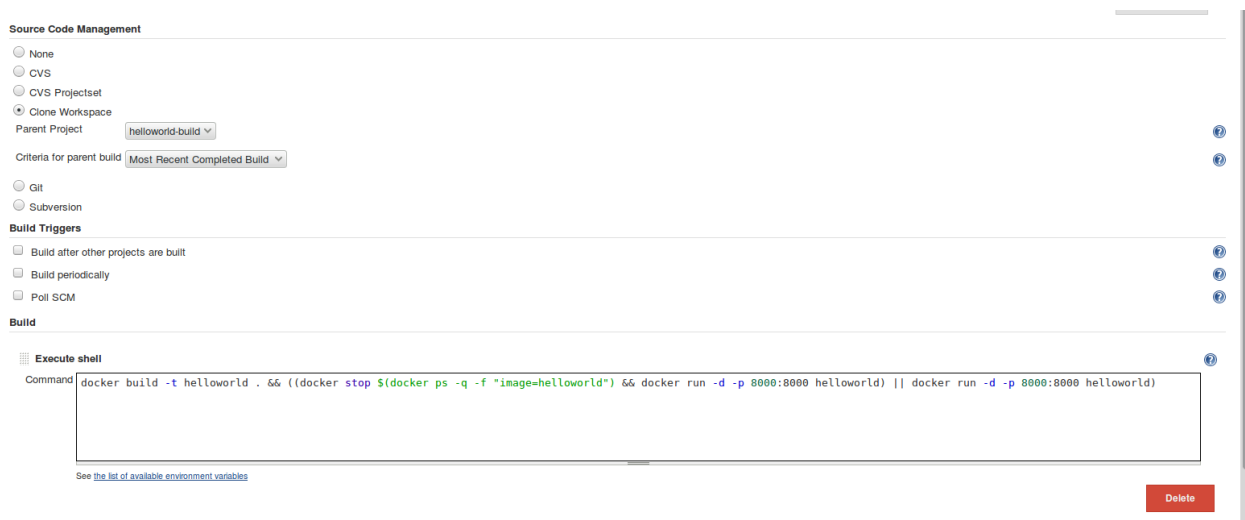 Source Code Management
None
CVS
CVS Projectset
Clone Workspace
Parent Project helloworld-build
Criteria for parent build Most Recent Completed Build
Git
Subversion
Build Triggers
Build after other projects are built
Build periodically
Poll SCM
Build
Execute shell
Command docker build -t helloworld . && ((docker stop $(docker ps -q -f "image=helloworld") && docker run -d -p 8000:8000 helloworld) || docker run -d -p 8000:8000 helloworld)
See the list of available environment variables
Delete